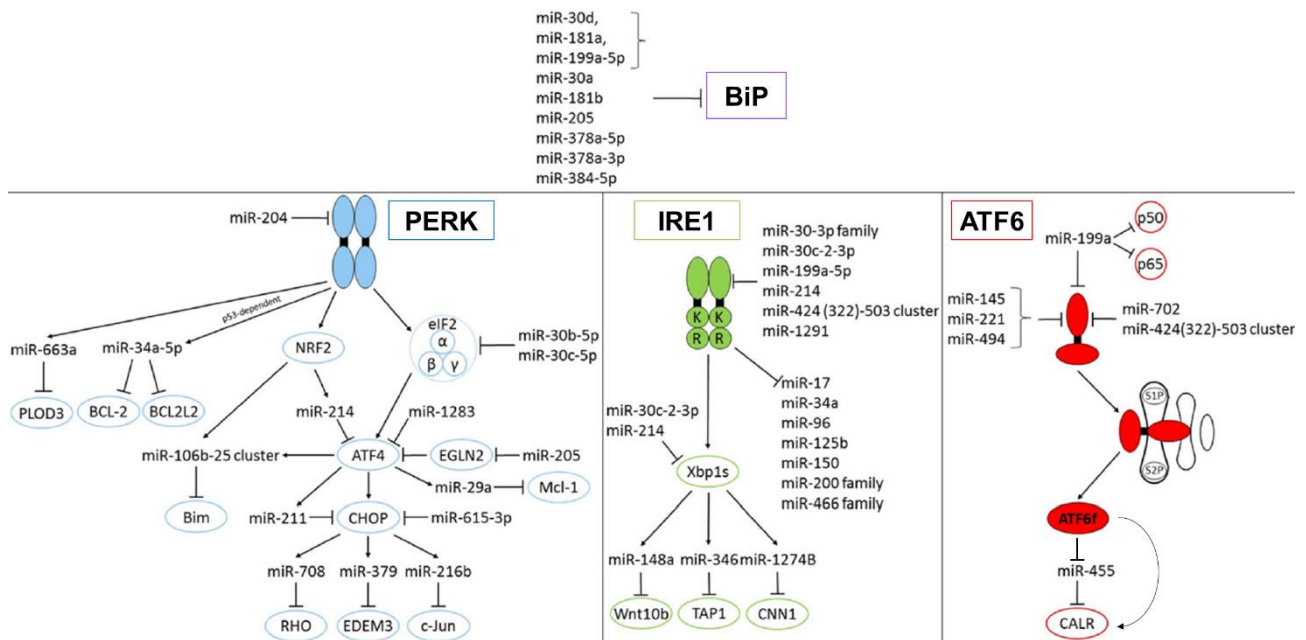 miR-30d,
miR-181a,
miR-199a-5p
miR-30a
miR-181b
miR-205
miR-378a-5p
miR-378a-3p
miR-384-5p
BiP
miR-204
PERK
p53-dependent
miR-663a
miR-34a-5p
NRF2
eIF2
α
β
γ
miR-30b-5p
miR-30c-5p
PLOD3
BCL-2
BCL2L2
miR-214
miR-1283
miR-106b-25 cluster
ATF4
EGLN2
miR-205
miR-29a
Mcl-1
Bim
miR-211
CHOP
miR-615-3p
miR-708
miR-379
miR-216b
RHO
EDEM3
c-Jun
IRE1
miR-30-3p family
miR-30c-2-3p
miR-199a-5p
miR-214
miR-424 (322)-503 cluster
miR-1291
K
K
R
R
miR-17
miR-34a
miR-96
miR-125b
miR-150
miR-200 family
miR-466 family
miR-30c-2-3p
miR-214
Xbp1s
miR-148a
miR-346
miR-1274B
Wnt10b
TAP1
CNN1
ATF6
p50
miR-199a
p65
miR-145
miR-221
miR-494
miR-702
miR-424(322)-503 cluster
S1P
S2P
ATF6f
miR-455
CALR